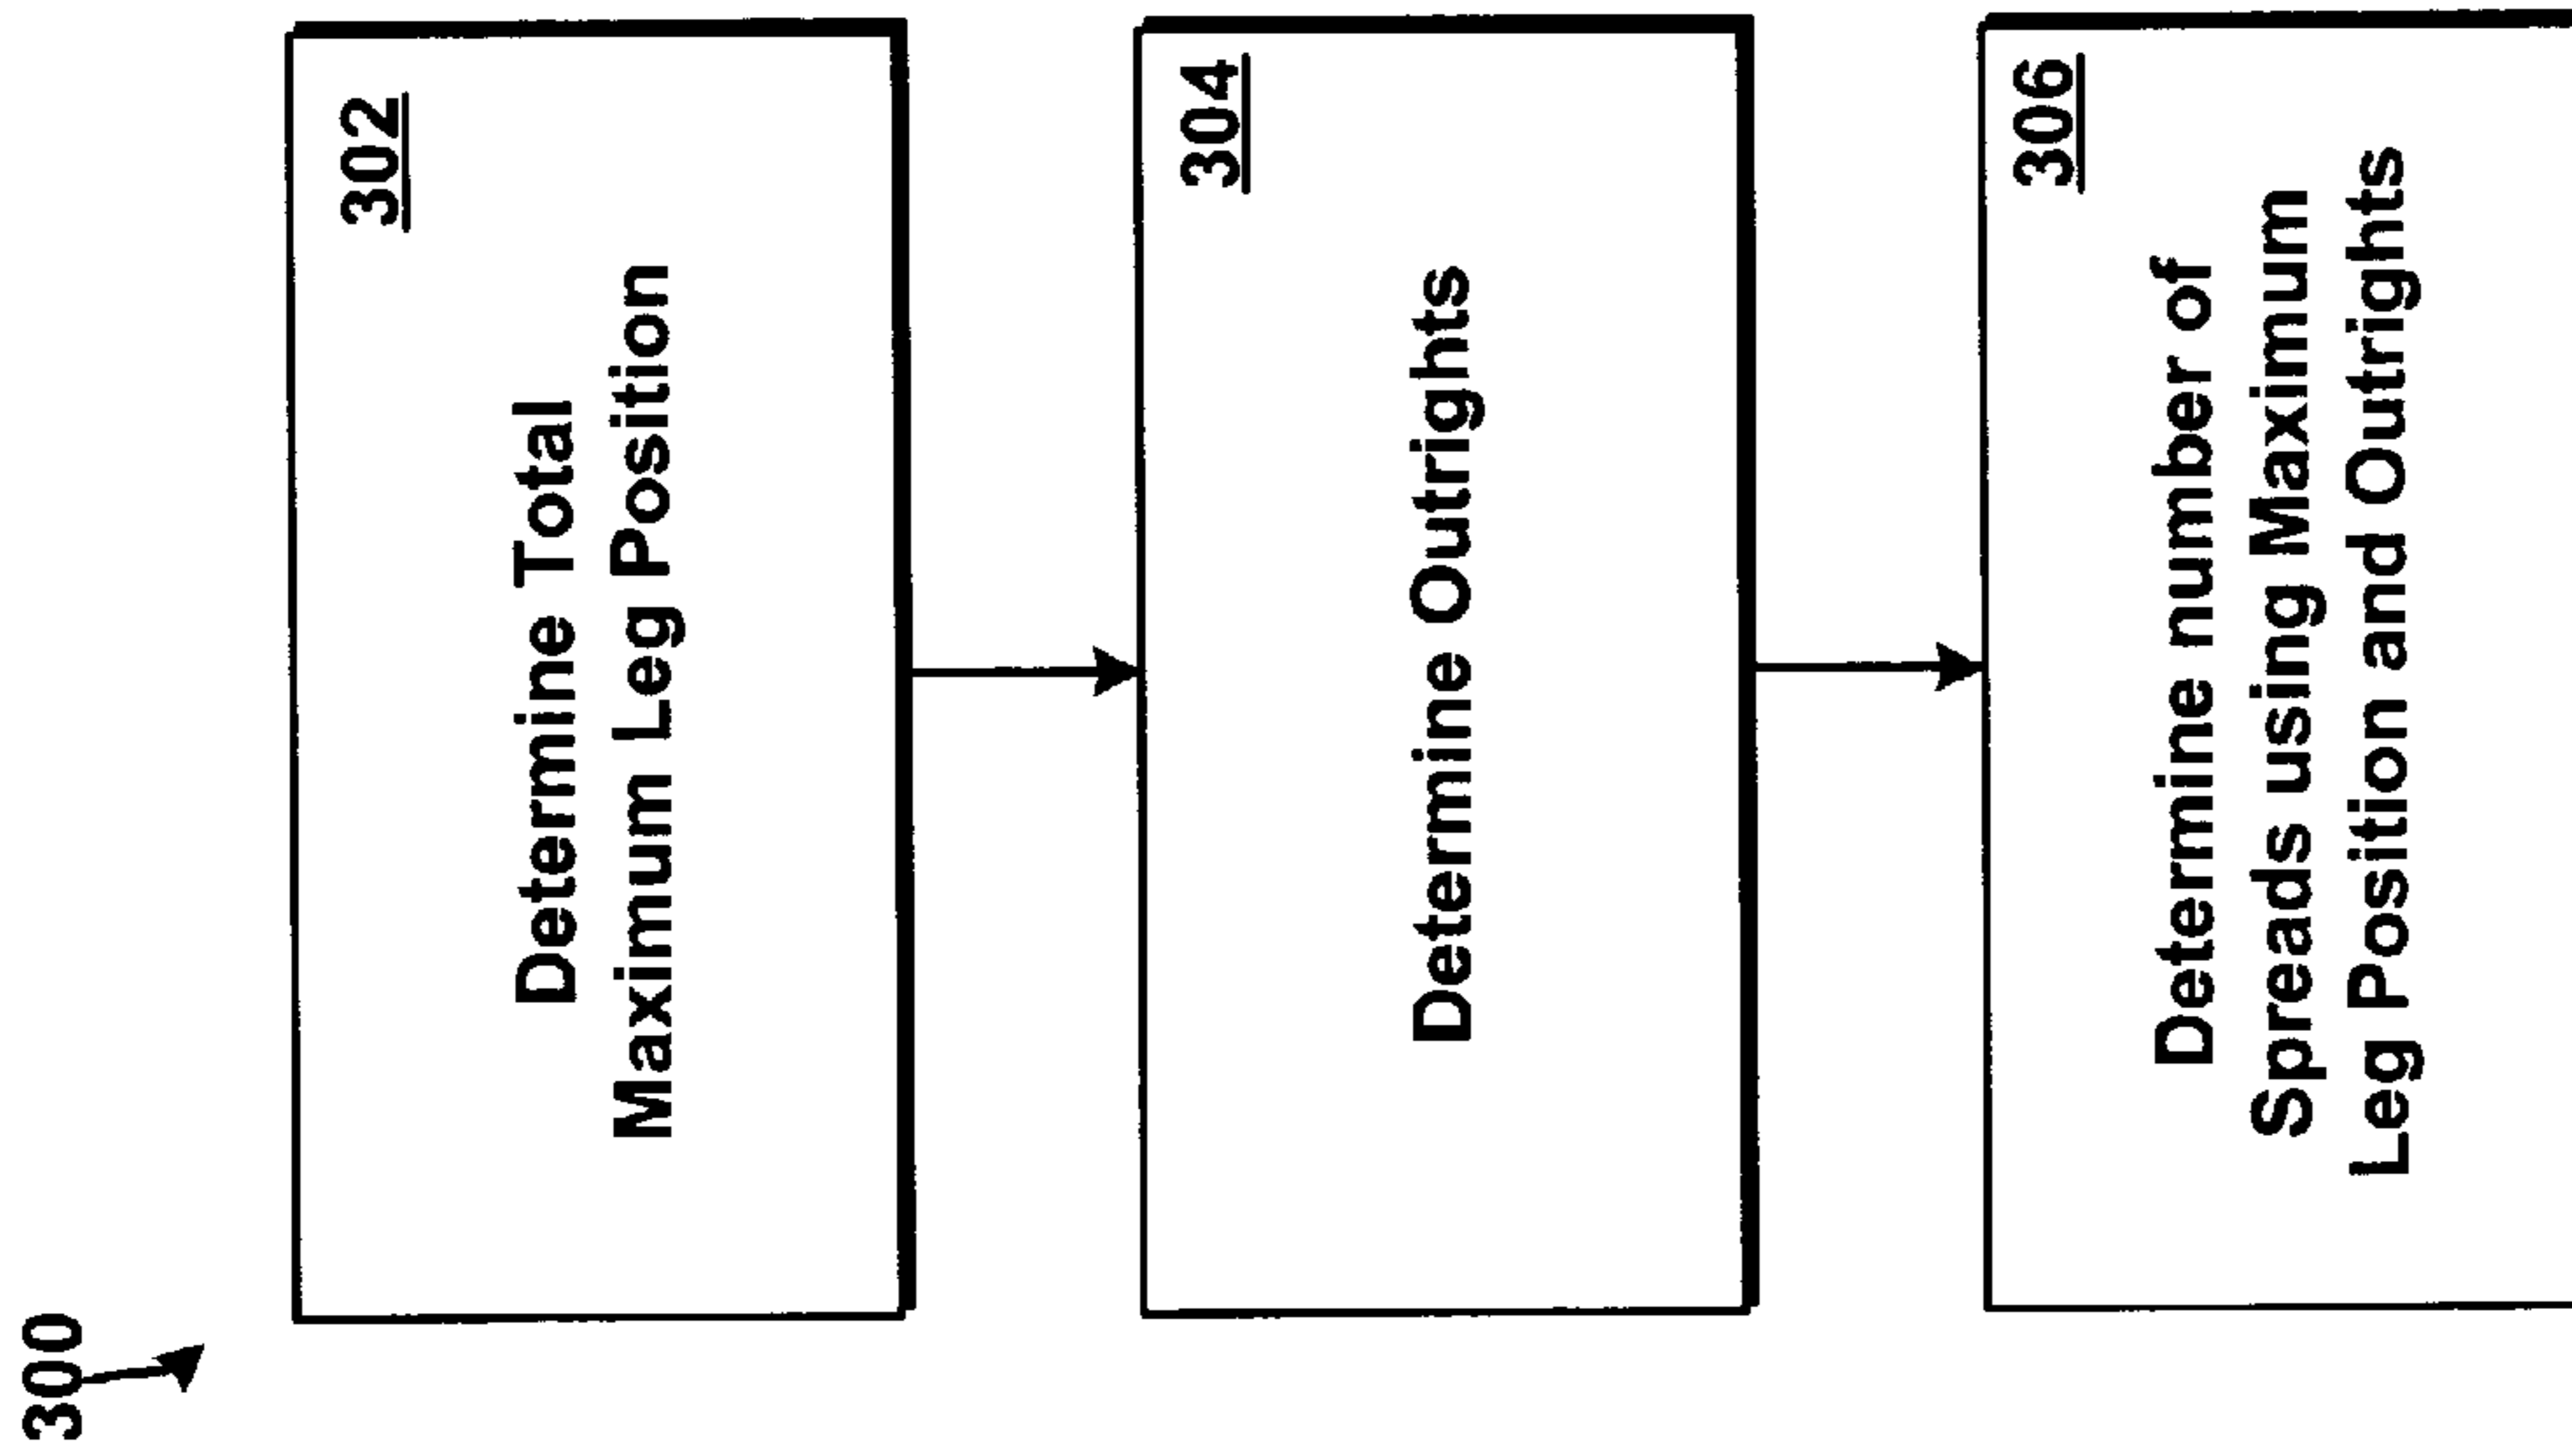 300
302
Determine Total
Maximum Leg Position
304
Determine Outrights
306
Determine number of
Spreads using Maximum
Leg Position and Outrights